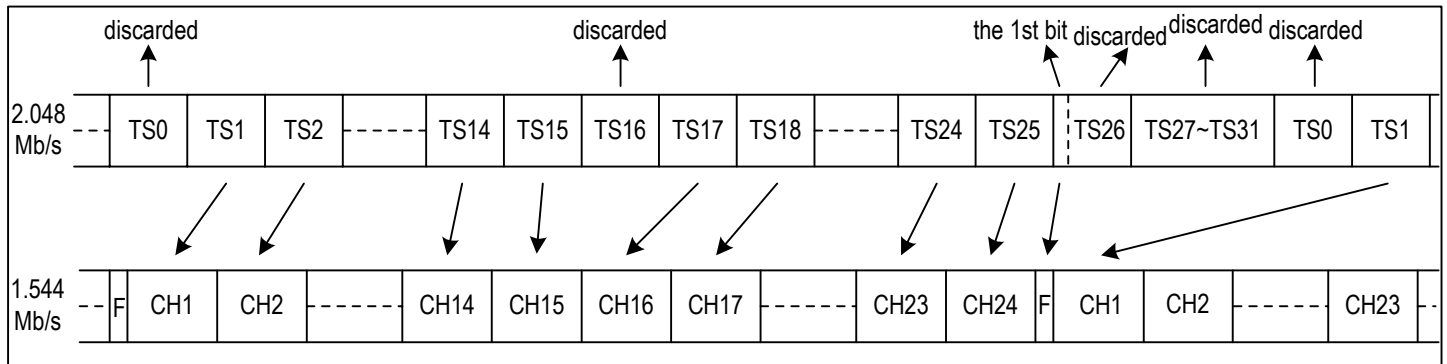 discarded discarded the 1st bit discarded discarded discarded
2.048 Mb/s TS0 TS1 TS2 TS14 TS15 TS16 TS17 TS18 TS24 TS25 TS26 TS27~TS31 TS0 TS1
1.544 Mb/s F CH1 CH2 CH14 CH15 CH16 CH17 CH23 CH24 F CH1 CH2 CH23